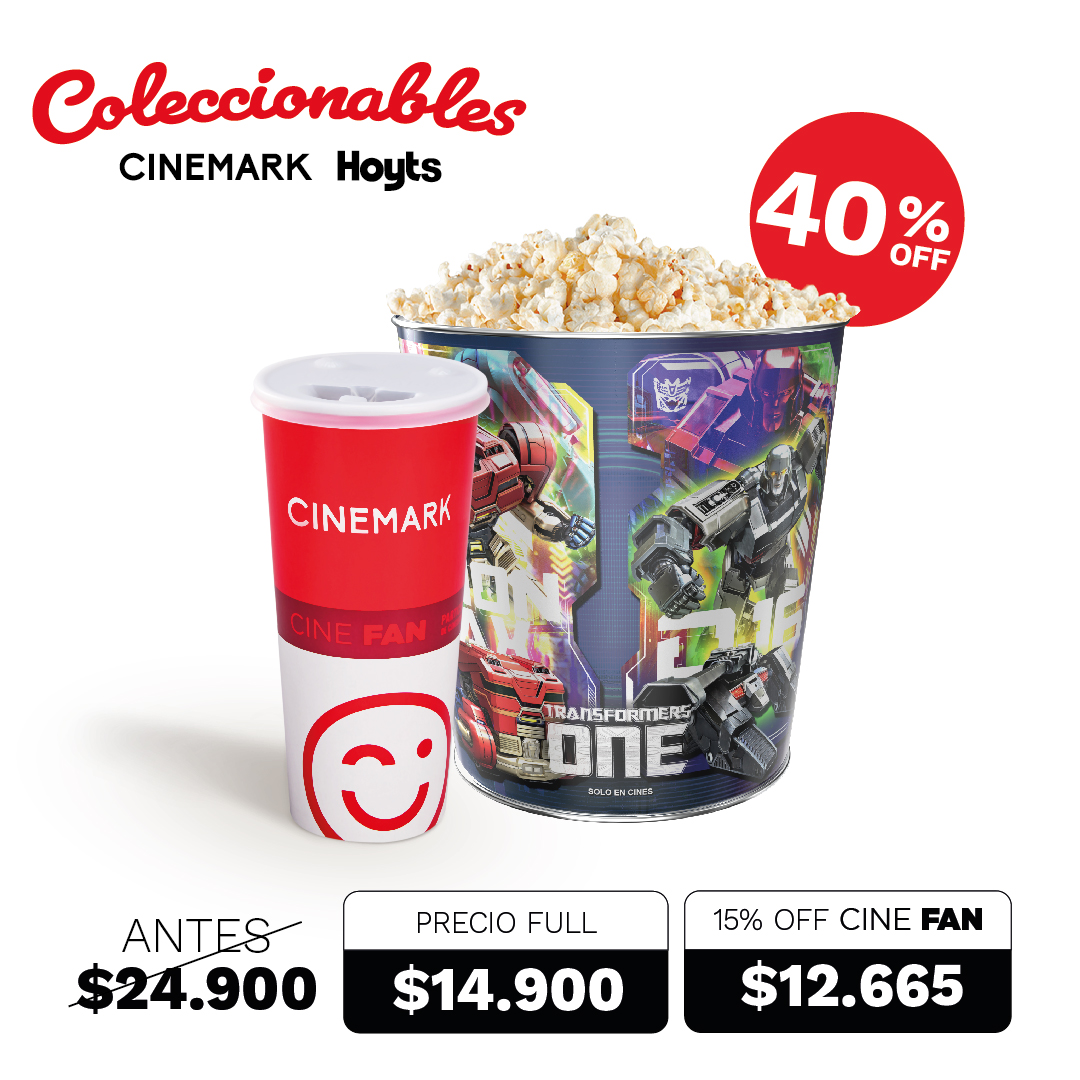 Coleccionables
CINEMARK Hoyts
40%
OFF
CINEMARK
CINE FAN
TRANSFORMERS
ONE
SOLO EN CINES
ANTES
$24.900
PRECIO FULL
$14.900
15% OFF CINE FAN
$12.665